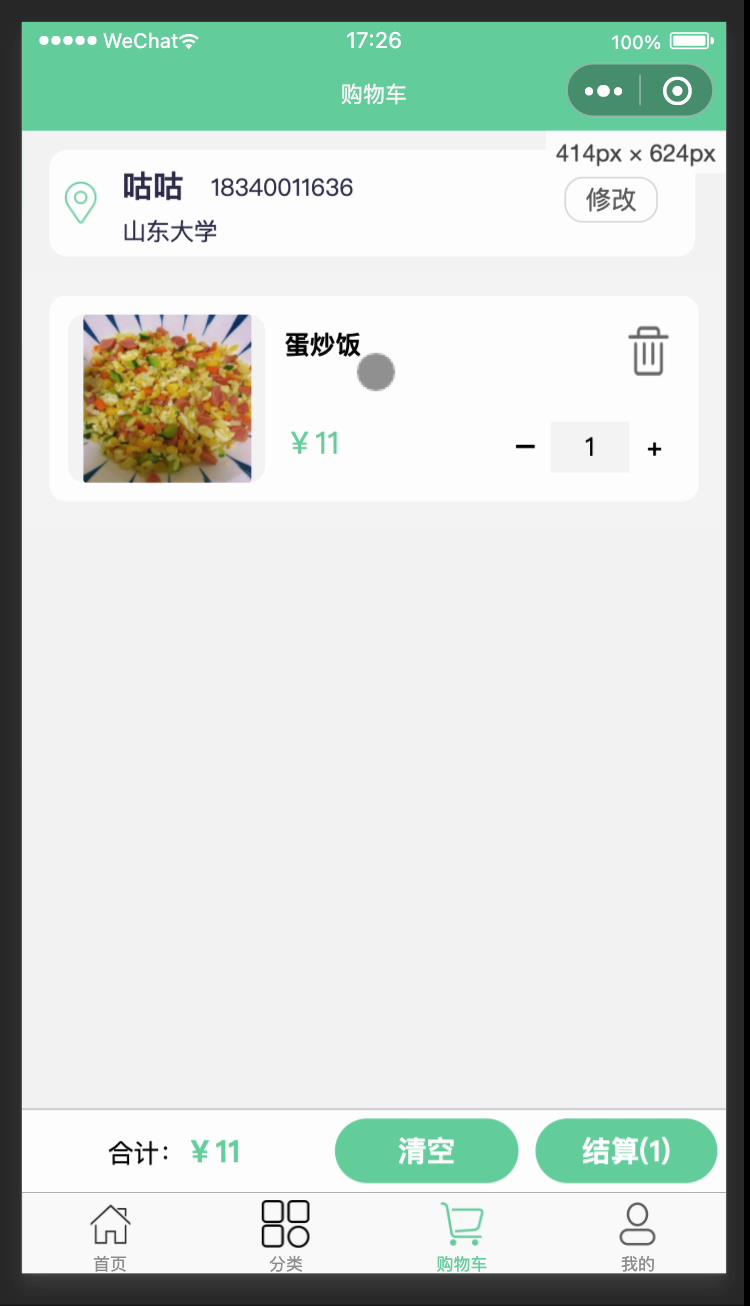 WeChat 17:26 100%
购物车
414px × 624px
咕咕 18340011636
修改
山东大学
蛋炒饭
¥ 11
1 +
合计： ¥ 11 清空 结算(1)
首页 分类 购物车 我的